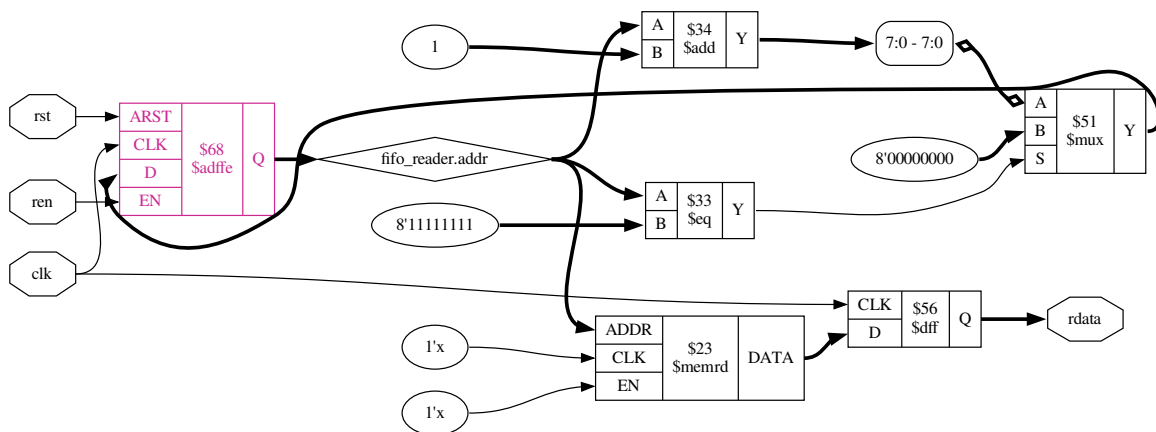 rst
ren
clk
ARST
CLK
D
EN
$68
$adffe
Q
fifo_reader.addr
1
A
B
$34
$add
Y
7:0 - 7:0
8'00000000
A
B
S
$51
$mux
Y
8'11111111
A
B
$33
$eq
Y
1'x
1'x
ADDR
CLK
EN
$23
$memrd
DATA
CLK
D
$56
$dff
Q
rdata